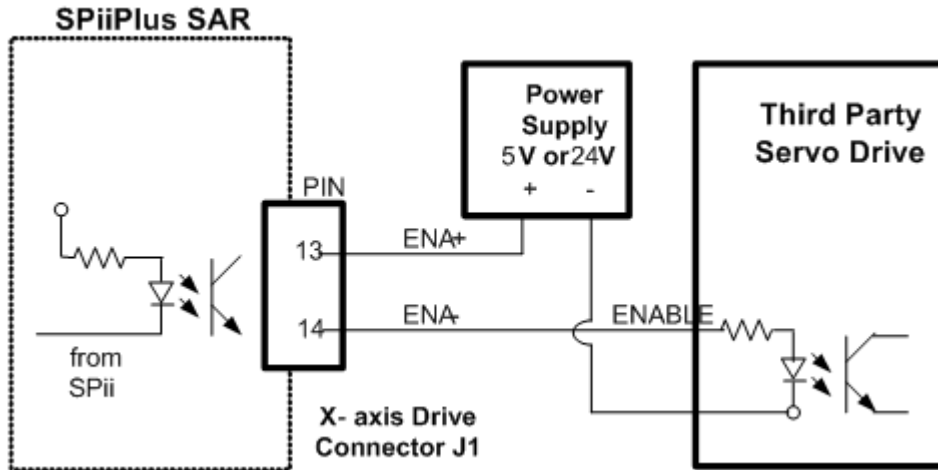 SPiiPlus SAR
Power
Supply
5V or24V
+ -
Third Party
Servo Drive
PIN
13
ENA+
14
ENA-
ENABLE
from
SPii
X- axis Drive
Connector J1